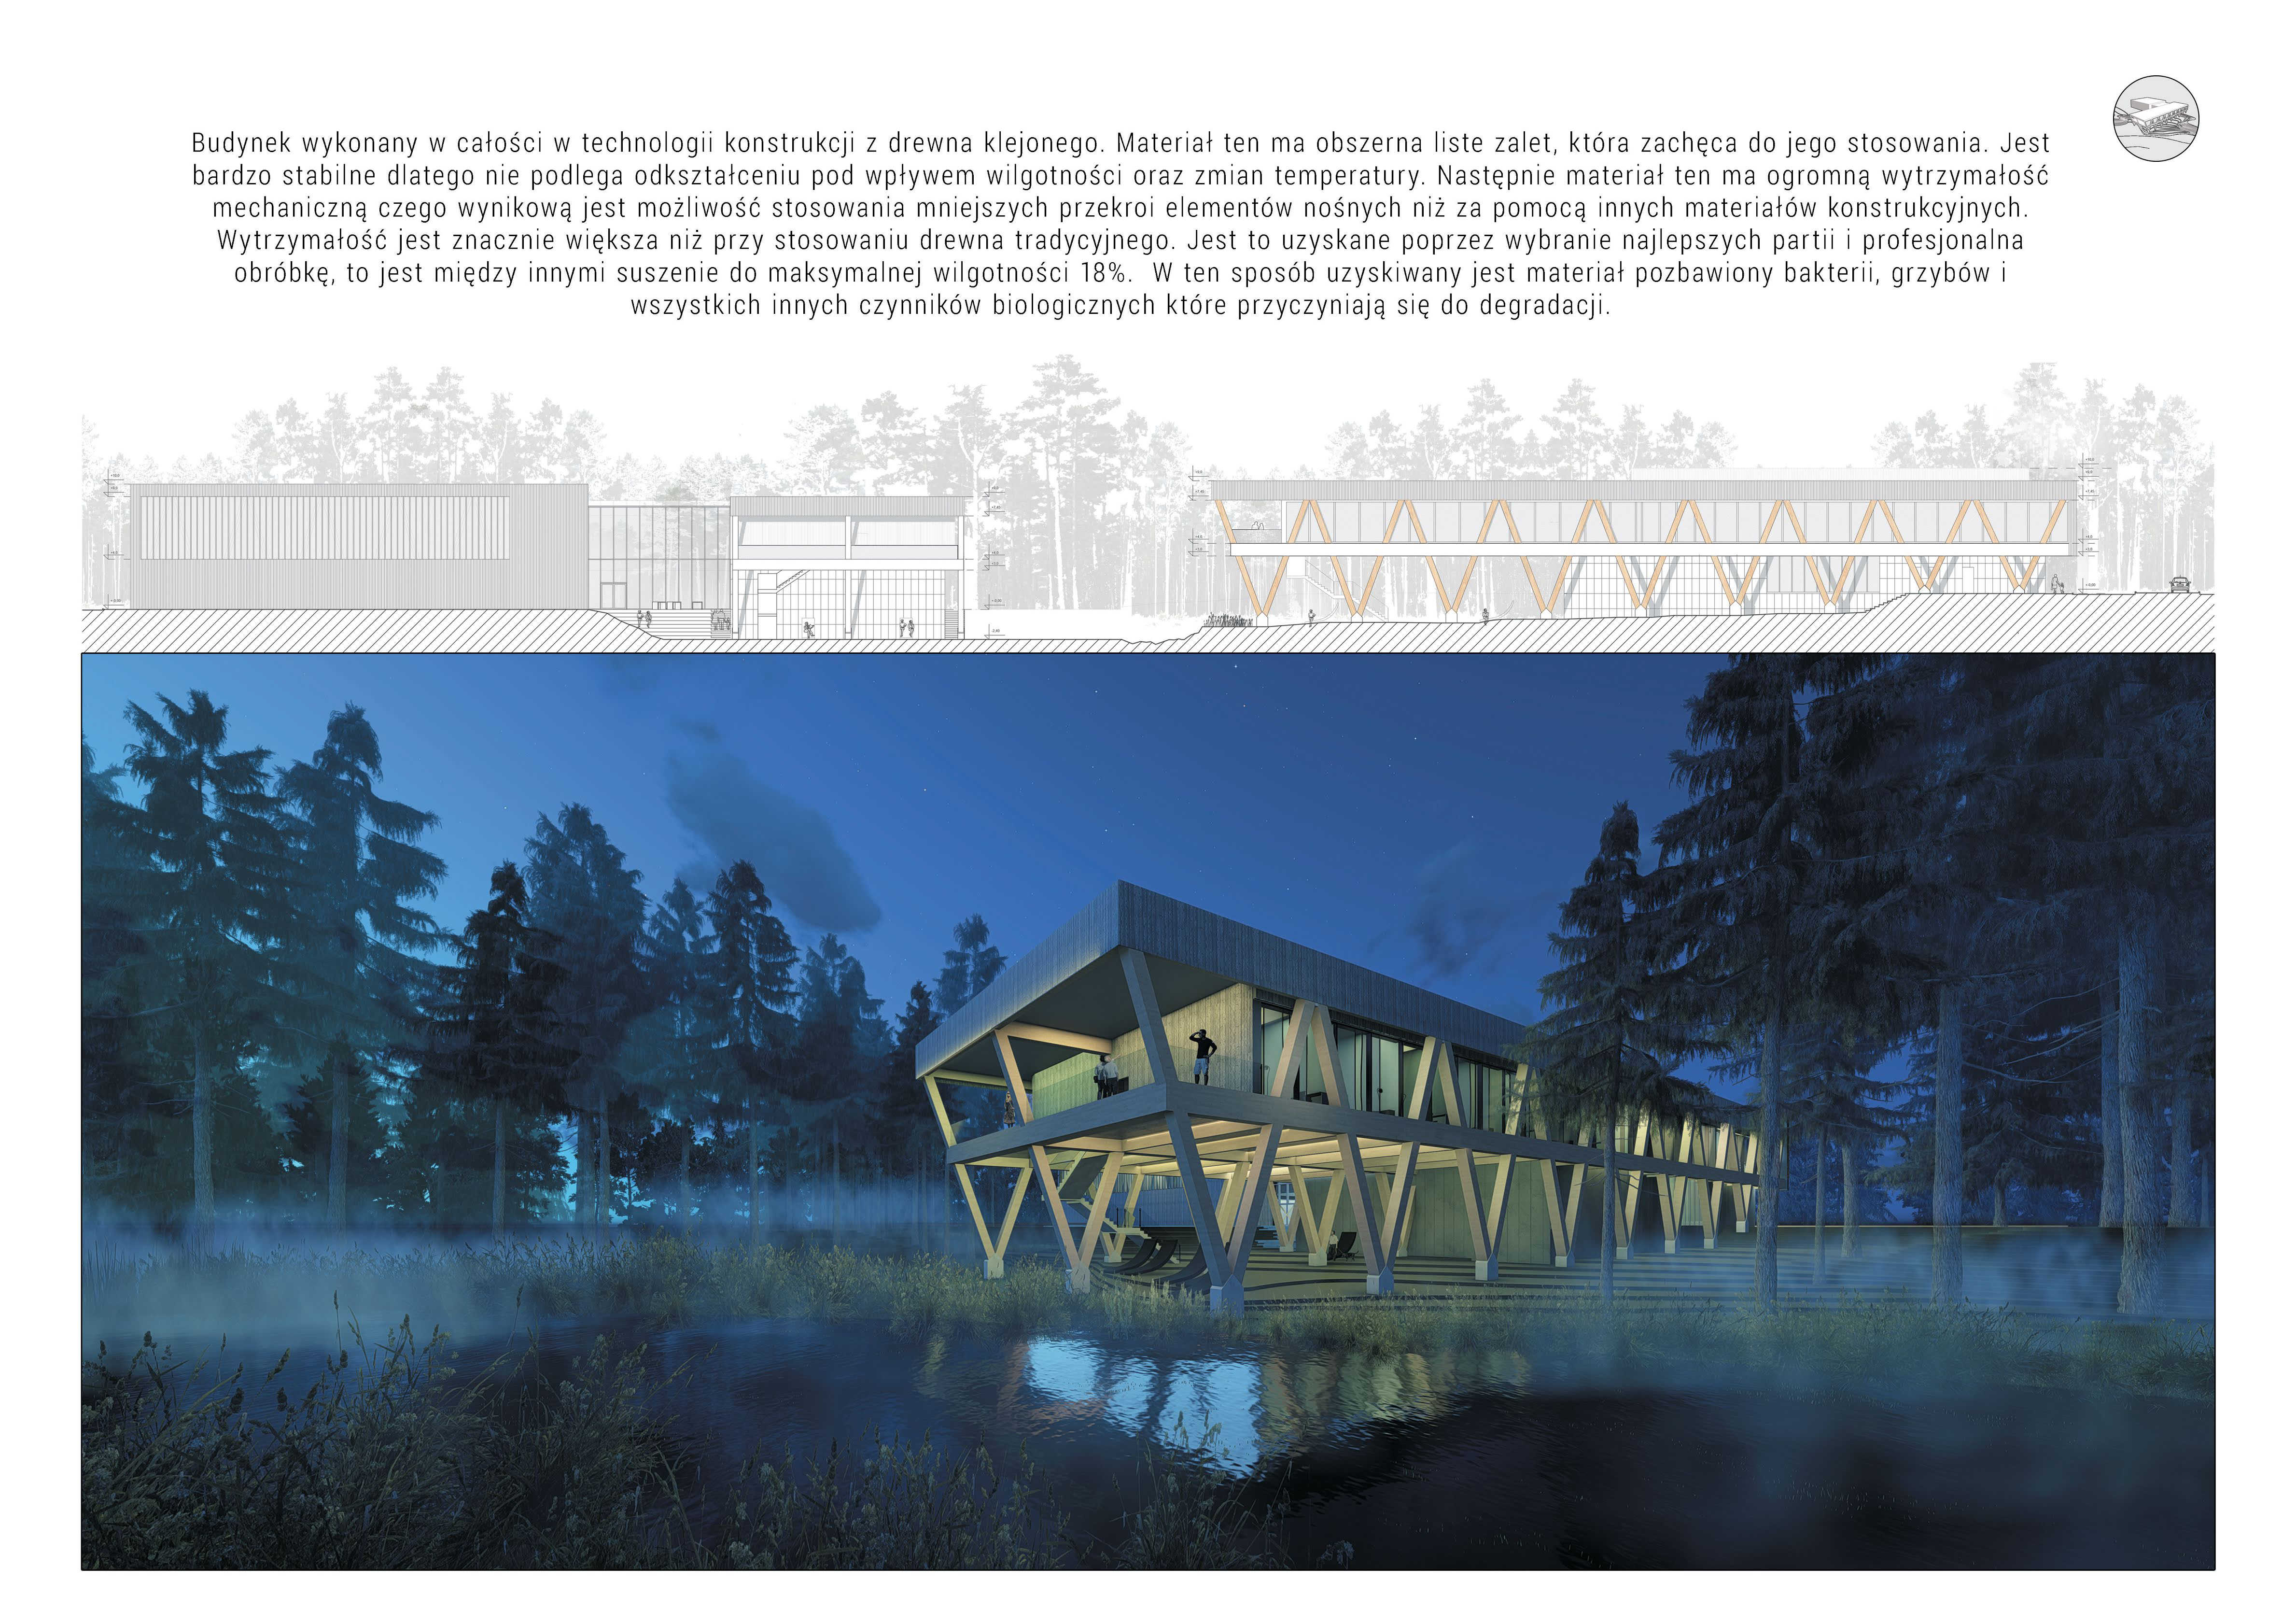 Budynek wykonany w całości w technologii konstrukcji z drewna klejonego. Materiał ten ma obszerna liste zalet, która zachęca do jego stosowania. Jest
bardzo stabilne dlatego nie podlega odkształceniu pod wpływem wilgotności oraz zmian temperatury. Następnie materiał ten ma ogromną wytrzymałość
mechaniczną czego wynikową jest możliwość stosowania mniejszych przekroi elementów nośnych niż za pomocą innych materiałów konstrukcyjnych.
Wytrzymałość jest znacznie większa niż przy stosowaniu drewna tradycyjnego. Jest to uzyskane poprzez wybranie najlepszych partii i profesjonalna
obróbkę, to jest między innymi suszenie do maksymalnej wilgotności 18%. W ten sposób uzyskiwany jest materiał pozbawiony bakterii, grzybów i
wszystkich innych czynników biologicznych które przyczyniają się do degradacji.